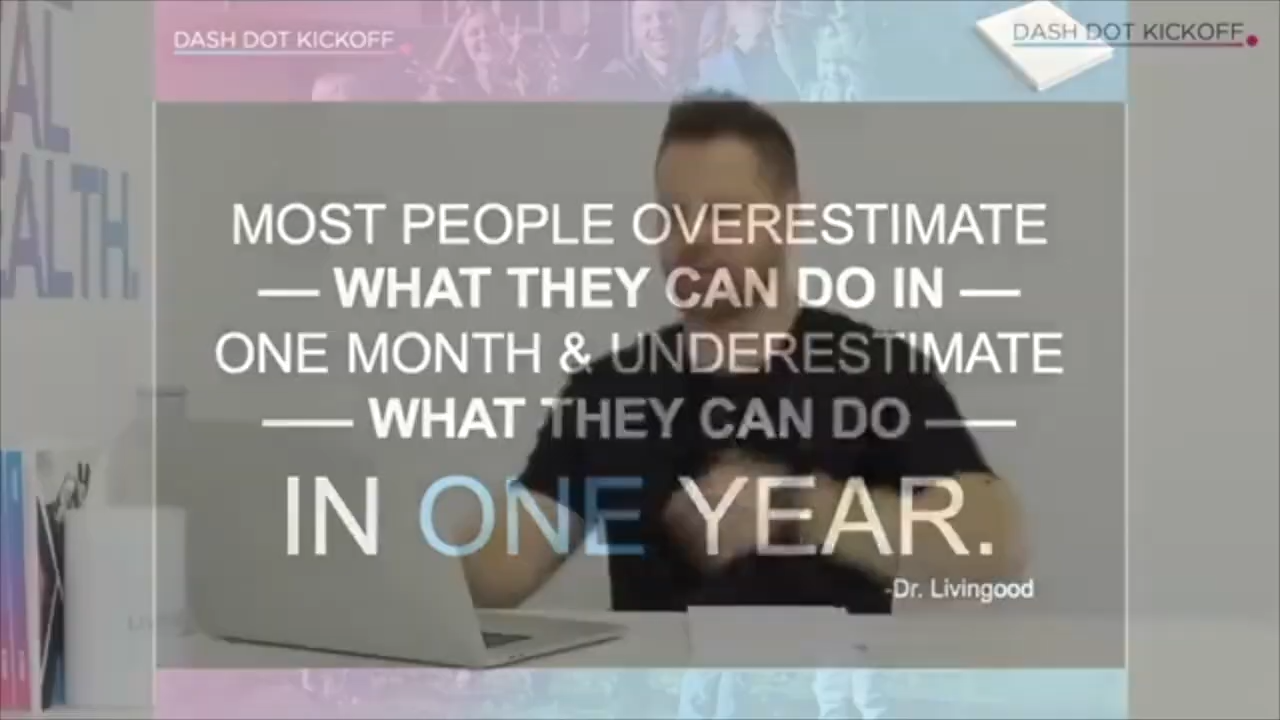 DASH DOT KICKOFF
DASH DOT KICKOFF
MOST PEOPLE OVERESTIMATE
— WHAT THEY CAN DO IN —
ONE MONTH & UNDERESTIMATE
— WHAT THEY CAN DO —
IN ONE YEAR.
-Dr. Livingood